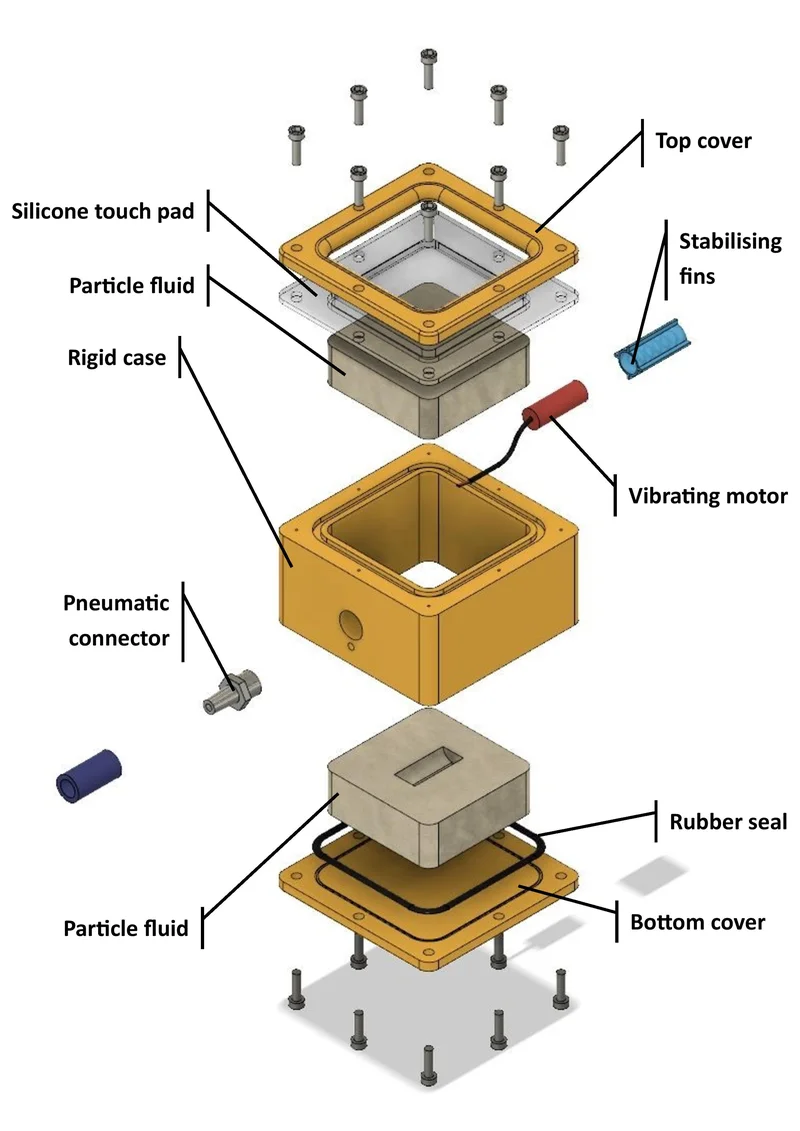 Top cover
Silicone touch pad
Stabilising
fins
Particle fluid
Rigid case
Vibrating motor
Pneumatic
connector
Rubber seal
Particle fluid
Bottom cover